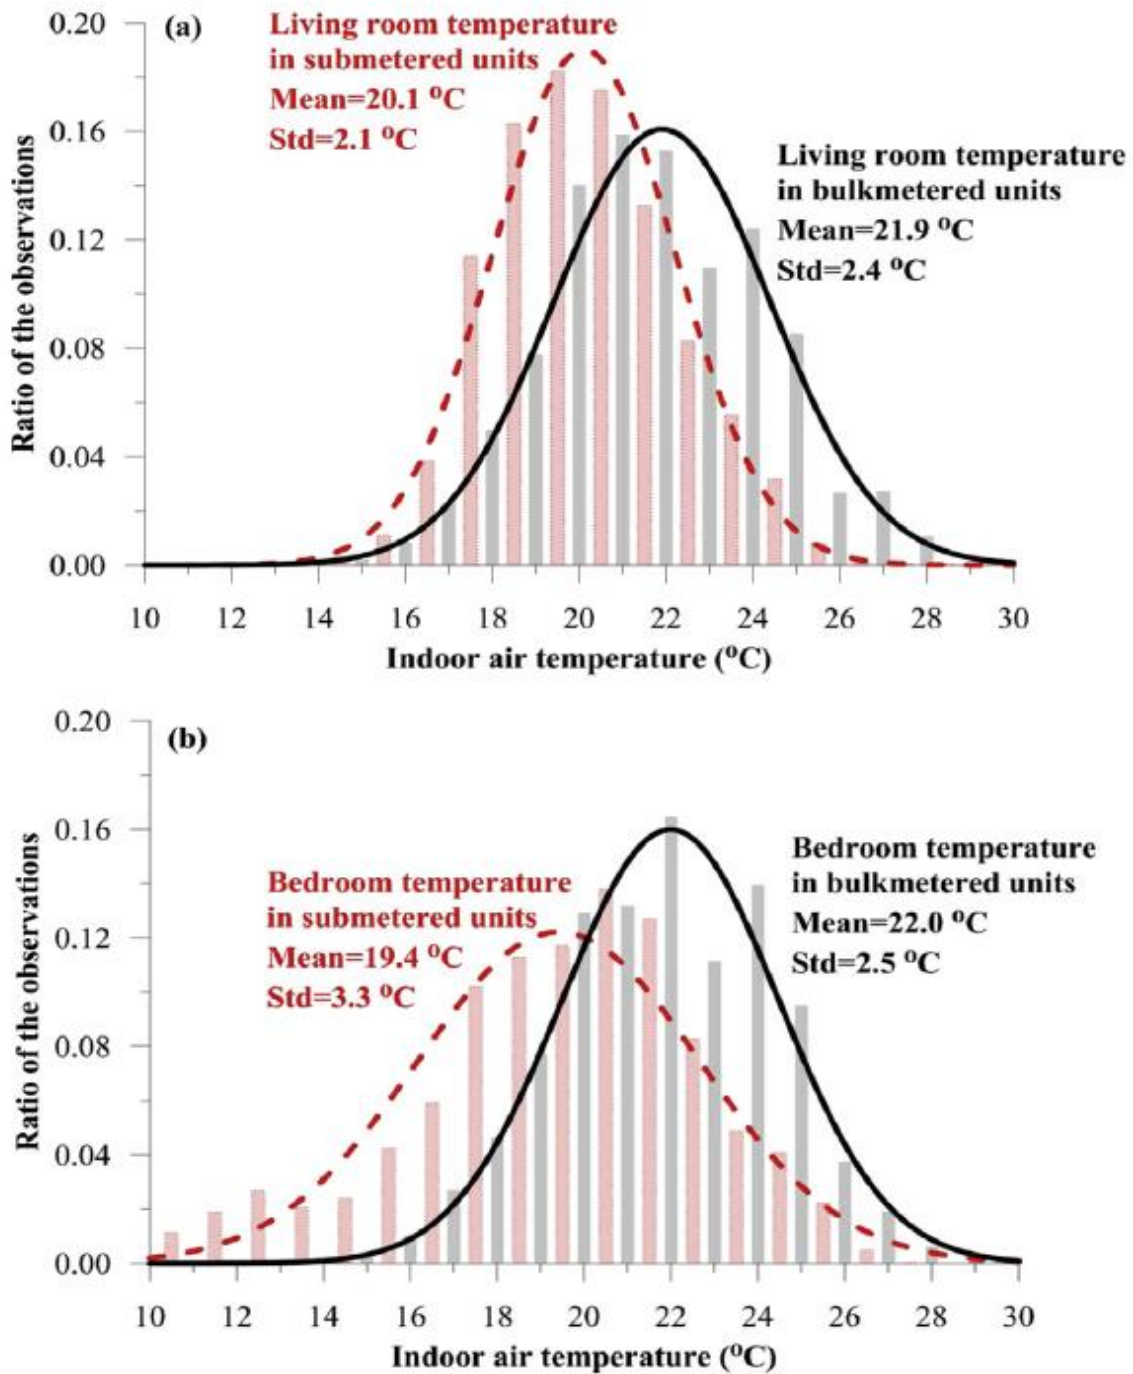 (a)
Living room temperature
in submetered units
Mean=20.1 °C
Std=2.1 °C
Living room temperature
in bulkmetered units
Mean=21.9 °C
Std=2.4 °C
Ratio of the observations
0.20
0.16
0.12
0.08
0.04
0.00
10 12 14 16 18 20 22 24 26 28 30
Indoor air temperature (°C)
(b)
Bedroom temperature
in submetered units
Mean=19.4 °C
Std=3.3 °C
Bedroom temperature
in bulkmetered units
Mean=22.0 °C
Std=2.5 °C
Ratio of the observations
0.20
0.16
0.12
0.08
0.04
0.00
10 12 14 16 18 20 22 24 26 28 30
Indoor air temperature (°C)